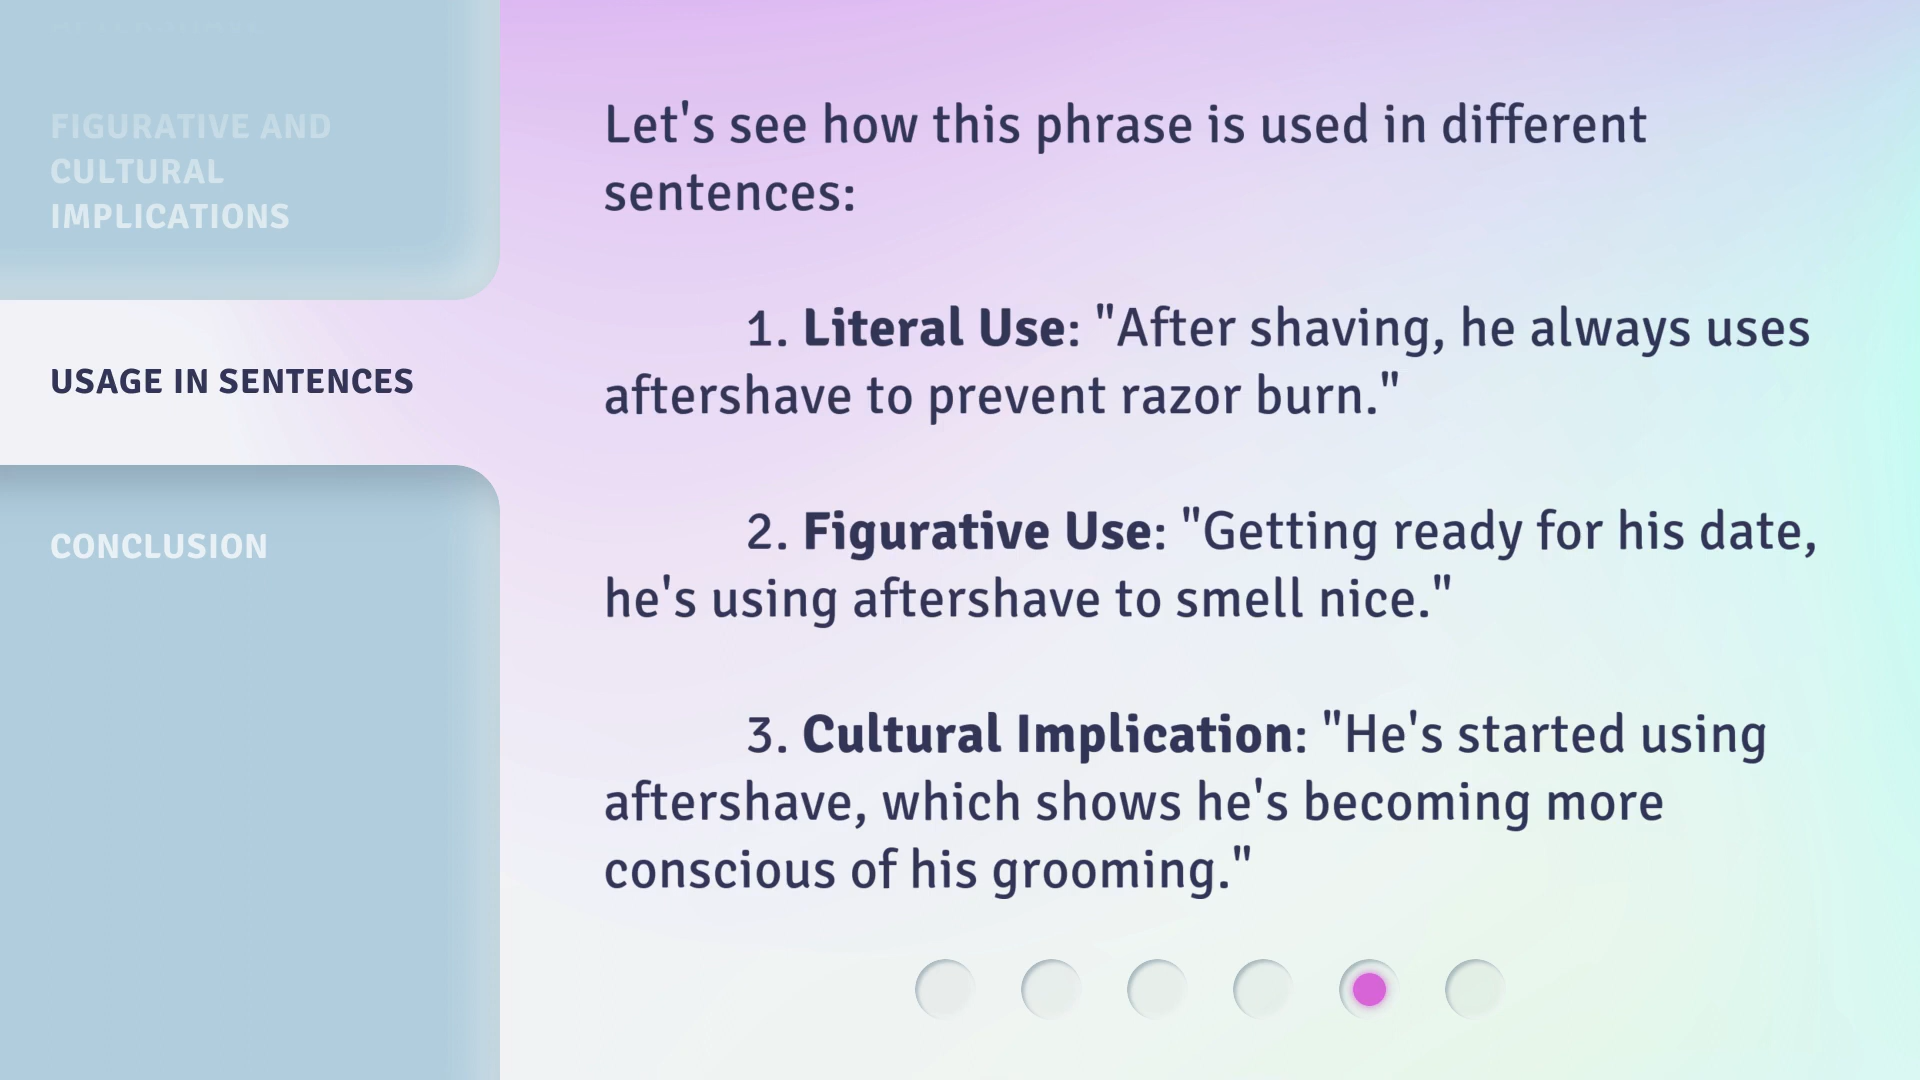 FIGURATIVE AND
CULTURAL
IMPLICATIONS
USAGE IN SENTENCES
CONCLUSION
Let's see how this phrase is used in different
sentences:
1. Literal Use: "After shaving, he always uses
aftershave to prevent razor burn."
2. Figurative Use: "Getting ready for his date,
he's using aftershave to smell nice."
3. Cultural Implication: "He's started using
aftershave, which shows he's becoming more
conscious of his grooming."